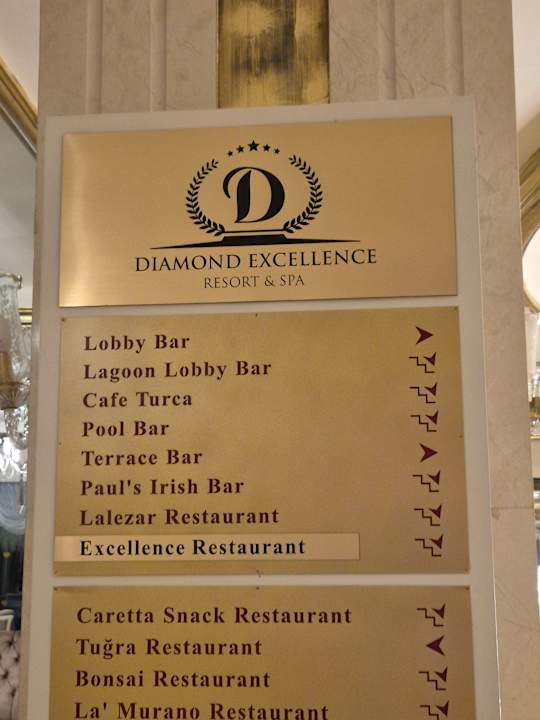 D
DIAMOND EXCELLENCE
RESORT & SPA
Lobby Bar
Lagoon Lobby Bar
Cafe Turca
Pool Bar
Terrace Bar
Paul's Irish Bar
Lalezar Restaurant
Excellence Restaurant
Caretta Snack Restaurant
Tuğra Restaurant
Bonsai Restaurant
La' Murano Restaurant